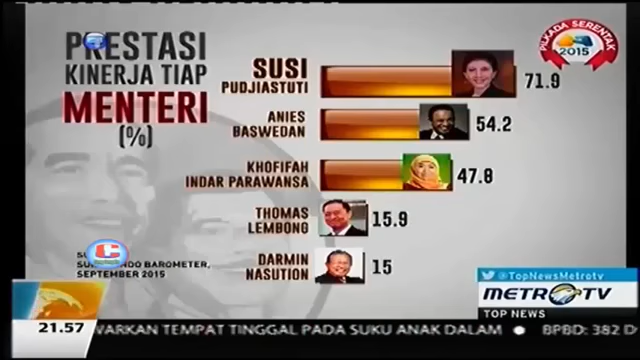 PRESTASI
KINERJA TIAP
MENTERI
(%)
PILKADA SERENTAK
2015
SUSI
PUDJIASTUTI
71.9
ANIES
BASWEDAN
54.2
KHOFIFAH
INDAR PARAWANSA
47.8
THOMAS
LEMBONG
15.9
DARMIN
NASUTION
15
BAROMETER,
SEPTEMBER 2015
@TopNewsMetrotv
METRO TV
TOP NEWS
21.57
WARKAN TEMPAT TINGGAL PADA SUKU ANAK DALAM ● BPBD: 382 D